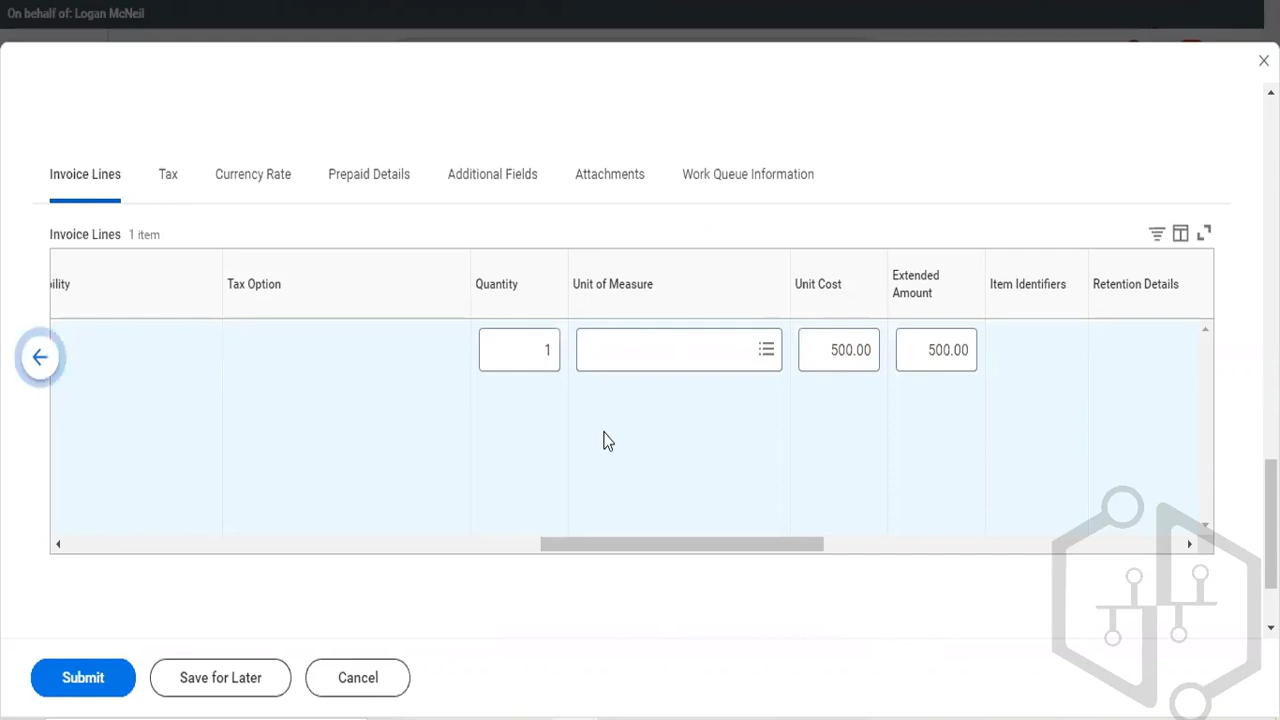 On behalf of: Logan McNeil
Invoice Lines Tax Currency Rate Prepaid Details Additional Fields Attachments Work Queue Information
Invoice Lines 1 item
ility Tax Option Quantity Unit of Measure Unit Cost Extended Amount Item Identifiers Retention Details
1 500.00 500.00
Submit Save for Later Cancel